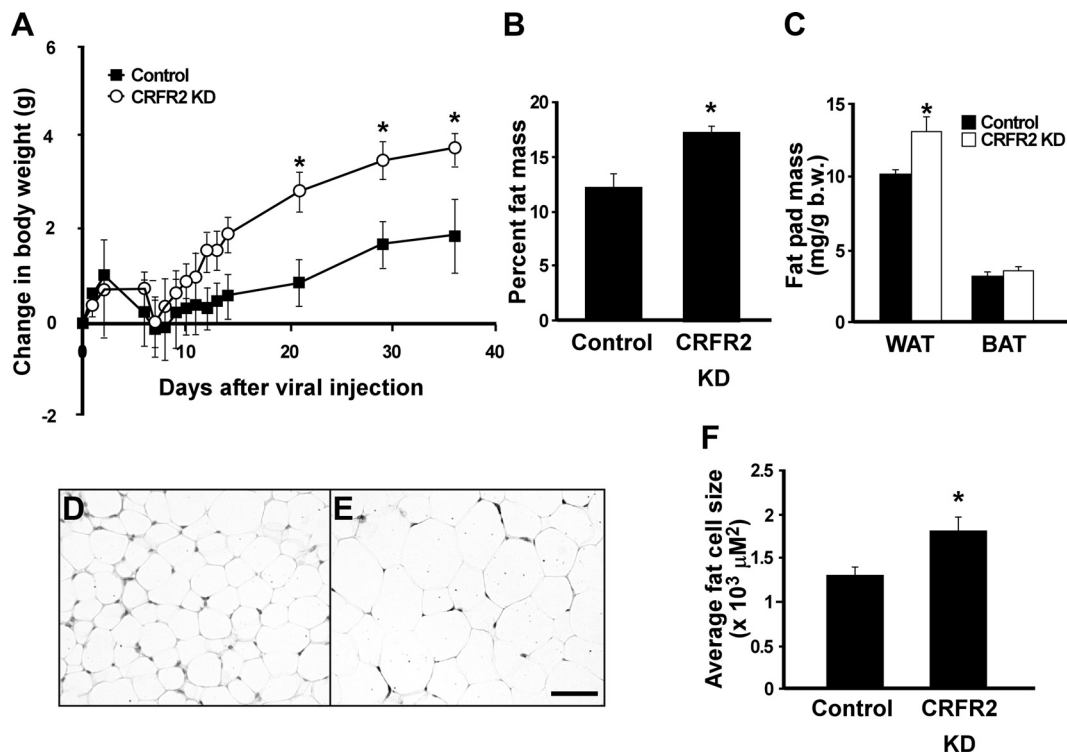 A
6
4
2
0
-2
Change in body weight (g)
Control
CRFR2 KD
* * *
0 10 20 30 40
Days after viral injection
B
20
15
10
5
0
Percent fat mass
*
Control CRFR2
KD
C
15
10
5
0
Fat pad mass
(mg/g b.w.)
*
Control
CRFR2 KD
WAT BAT
D E
F
2.5
2
1.5
1
0.5
0
Average fat cell size
(x 10³ µM²)
*
Control CRFR2
KD